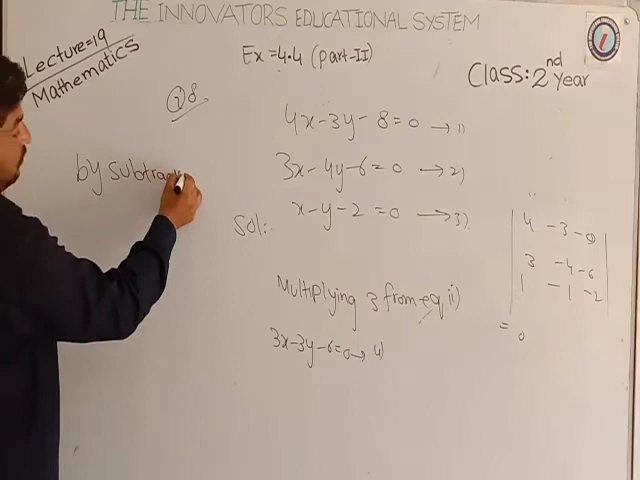 THE INNOVATORS EDUCATIONAL SYSTEM
Lecture=19
Mathematics
Ex=4.4 (Part-II)
Class: 2nd Year
Q8
4x-3y-8=0 → 1)
3x-4y-6=0 → 2)
x-y-2=0 → 3)
by subtrac
Sol:
4 -3 -8
3 -4 -6
1 -1 -2
= 0
Multiplying 3 from eq ii)
3x-3y-6=0 → 4)